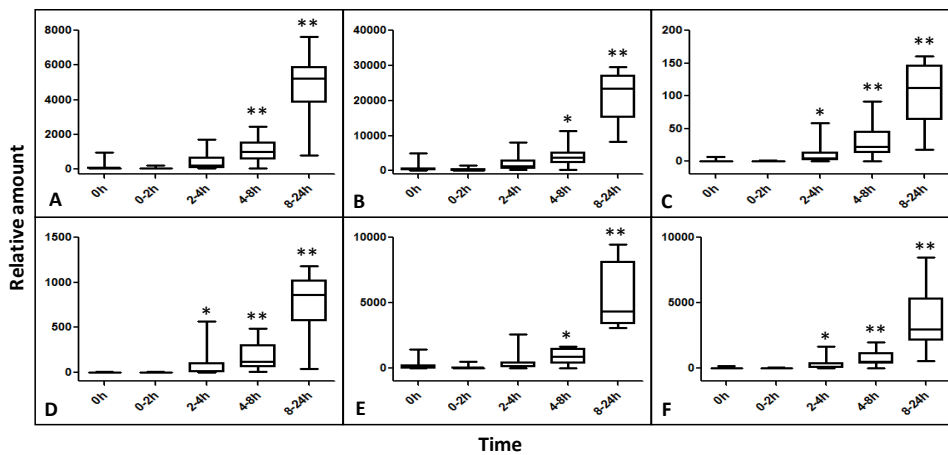 Relative amount
8000
6000
4000
2000
0
**
**
0h
0-2h
2-4h
4-8h
8-24h
A
40000
30000
20000
10000
0
*
**
0h
0-2h
2-4h
4-8h
8-24h
B
200
150
100
50
0
*
**
**
0h
0-2h
2-4h
4-8h
8-24h
C
1500
1000
500
0
*
**
**
0h
0-2h
2-4h
4-8h
8-24h
D
10000
5000
0
*
**
0h
0-2h
2-4h
4-8h
8-24h
E
10000
5000
0
*
**
**
0h
0-2h
2-4h
4-8h
8-24h
F
Time